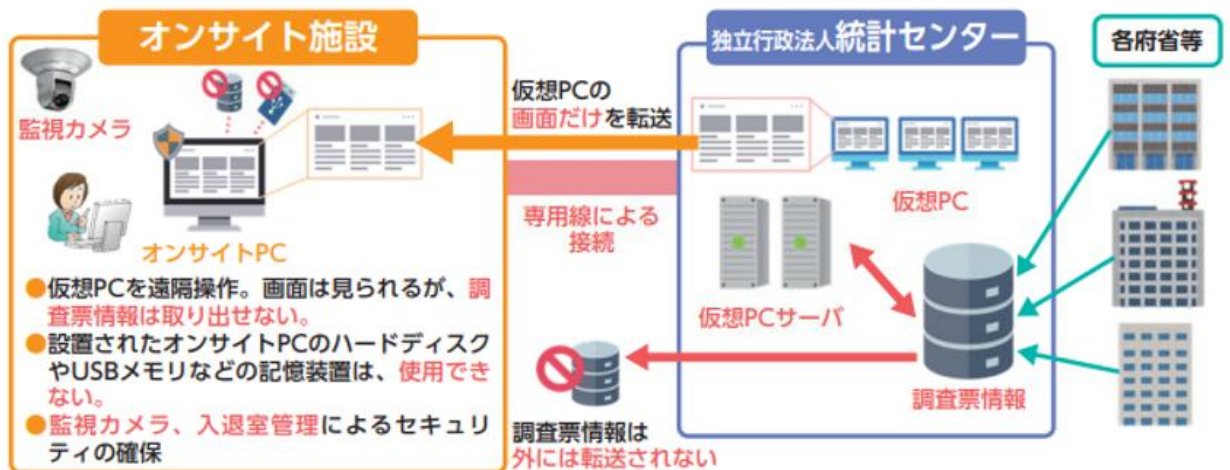 オンサイト施設
監視カメラ
オンサイトPC
●仮想PCを遠隔操作。画面は見られるが、調
査票情報は取り出せない。
●設置されたオンサイトPCのハードディスク
やUSBメモリなどの記憶装置は、使用でき
ない。
●監視カメラ、入退室管理によるセキュリ
ティの確保
仮想PCの
画面だけを転送
専用線による
接続
調査票情報は
外には転送されない
独立行政法人統計センター
仮想PC
仮想PCサーバ
調査票情報
各府省等